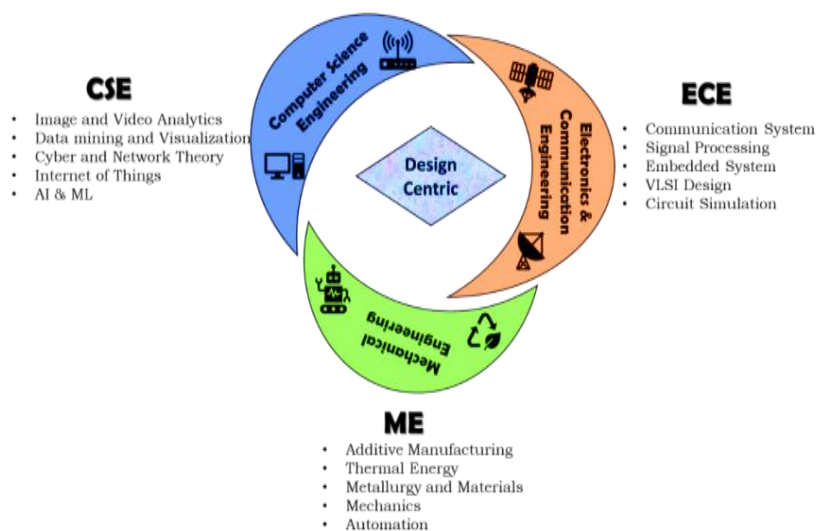 CSE
• Image and Video Analytics
• Data mining and Visualization
• Cyber and Network Theory
• Internet of Things
• AI & ML
Computer Science
Engineering
Design
Centric
Electronics &
Communication
Engineering
ECE
• Communication System
• Signal Processing
• Embedded System
• VLSI Design
• Circuit Simulation
Mechanical
Engineering
ME
• Additive Manufacturing
• Thermal Energy
• Metallurgy and Materials
• Mechanics
• Automation